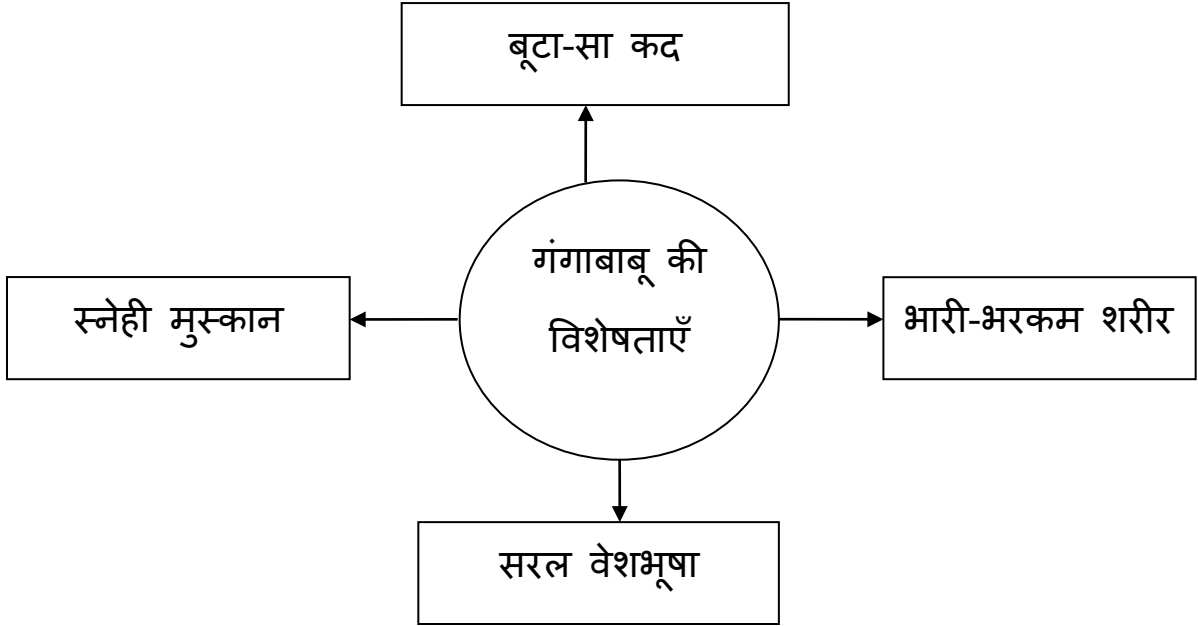 बूटा-सा कद
गंगाबाबू की
विशेषताएँ
स्नेही मुस्कान
भारी-भरकम शरीर
सरल वेशभूषा